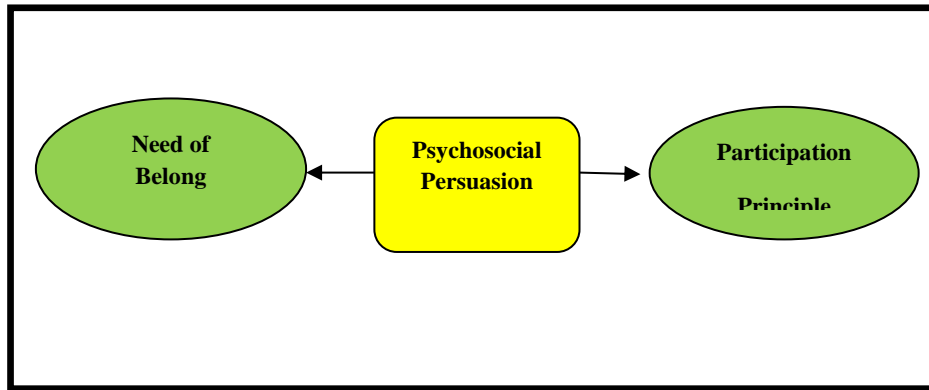 Need of
Belong
Psychosocial
Persuasion
Participation
Principle